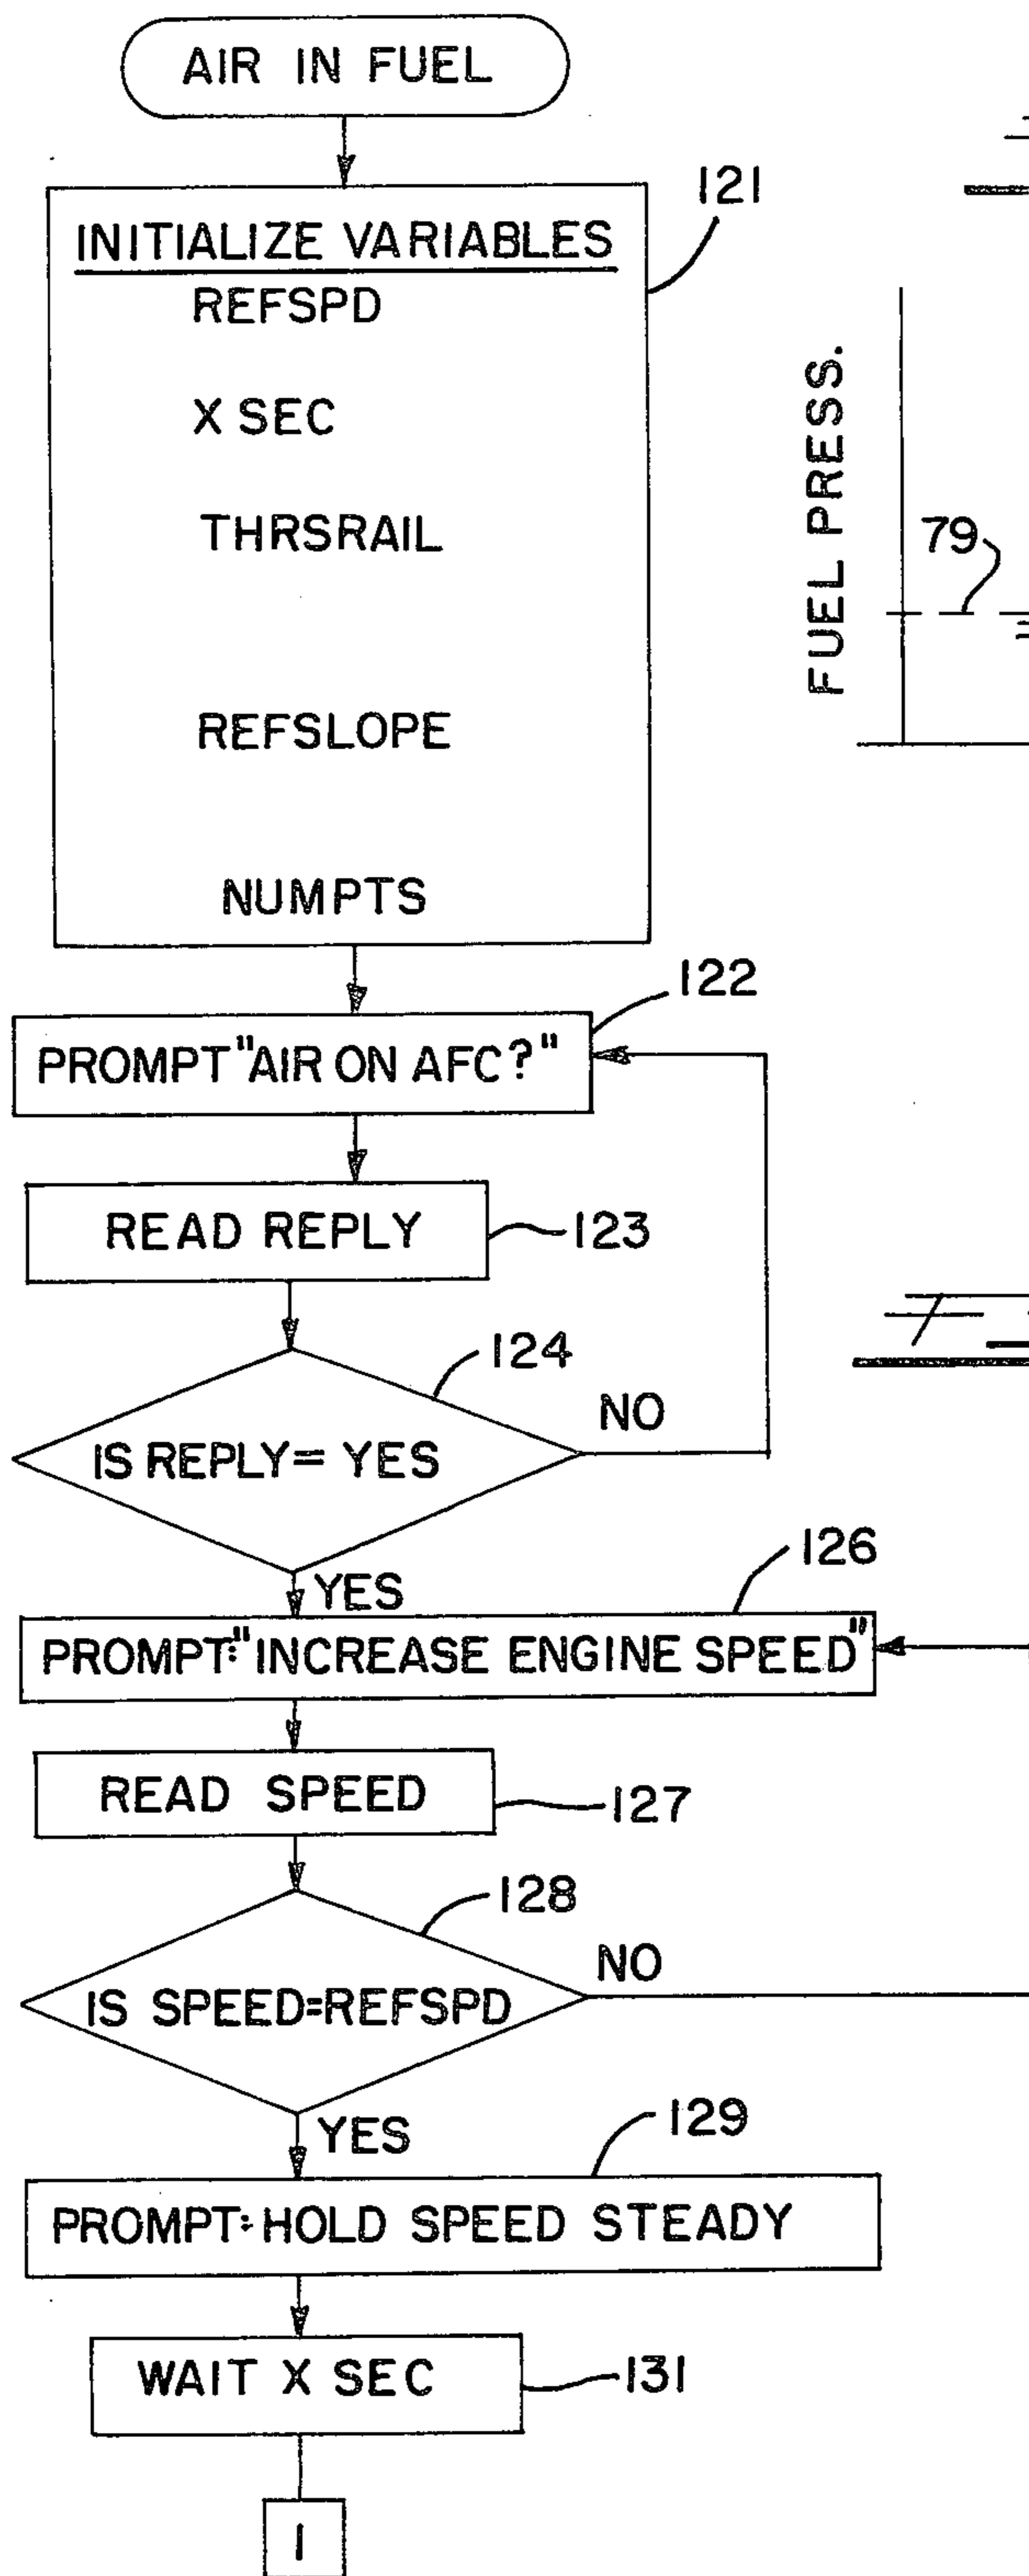 AIR IN FUEL
121
INITIALIZE VARIABLES
REFSPD
X SEC
THRSRAIL
REFSLOPE
NUMPTS
FUEL PRESS.
79
122
PROMPT "AIR ON AFC?"
READ REPLY
123
124
NO
IS REPLY = YES
YES
126
PROMPT: "INCREASE ENGINE SPEED"
READ SPEED
127
128
NO
IS SPEED=REFSPD
YES
129
PROMPT: HOLD SPEED STEADY
WAIT X SEC
131
1